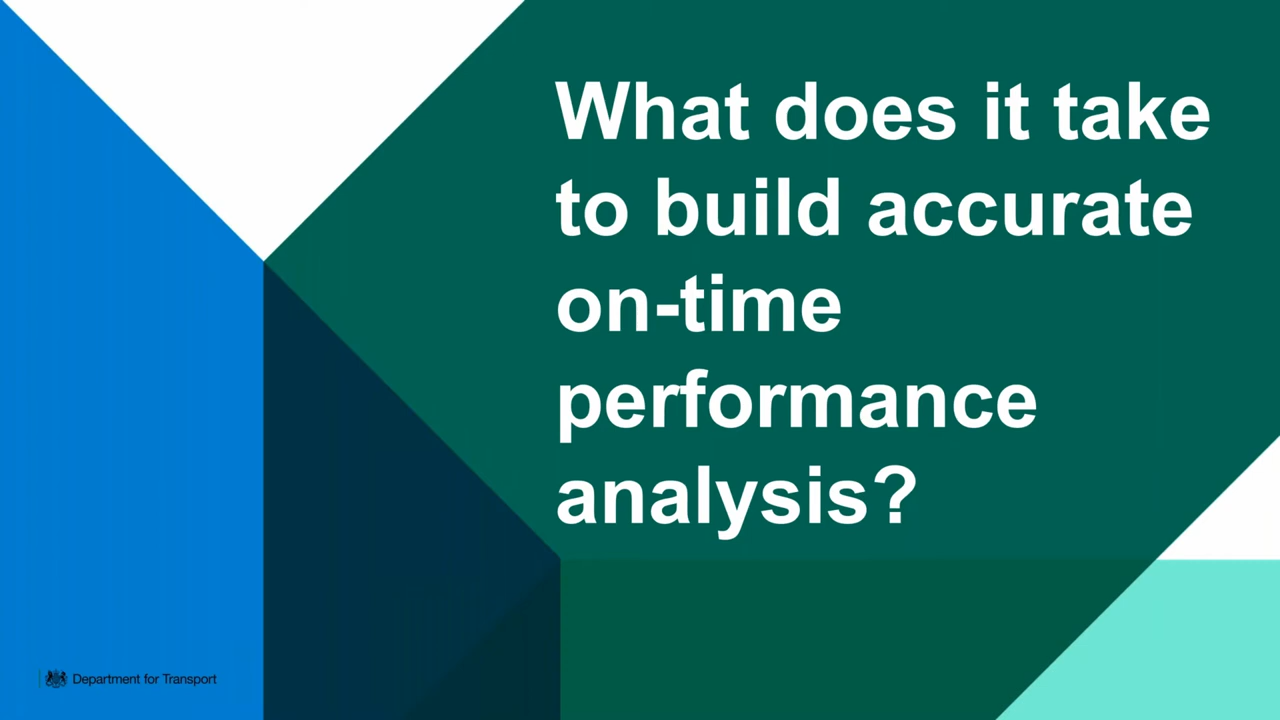 What does it take
to build accurate
on-time
performance
analysis?
Department for Transport